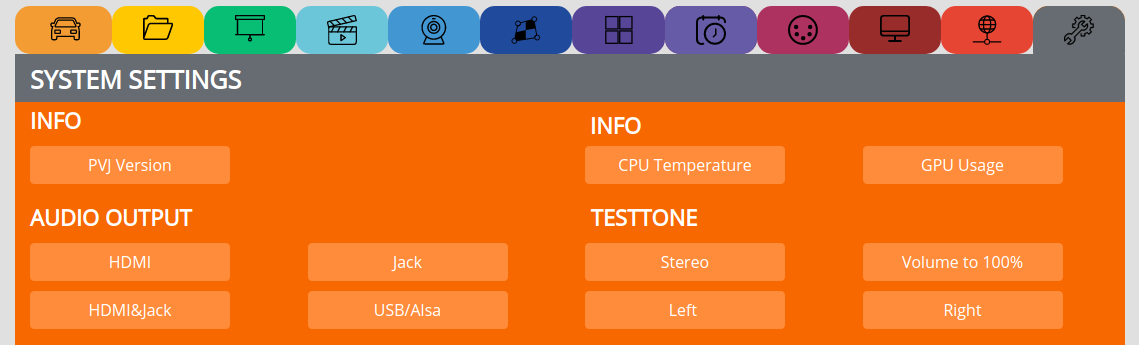 SYSTEM SETTINGS
INFO
PVJ Version
INFO
CPU Temperature
GPU Usage
AUDIO OUTPUT
HDMI
Jack
HDMI&Jack
USB/Alsa
TESTTONE
Stereo
Volume to 100%
Left
Right